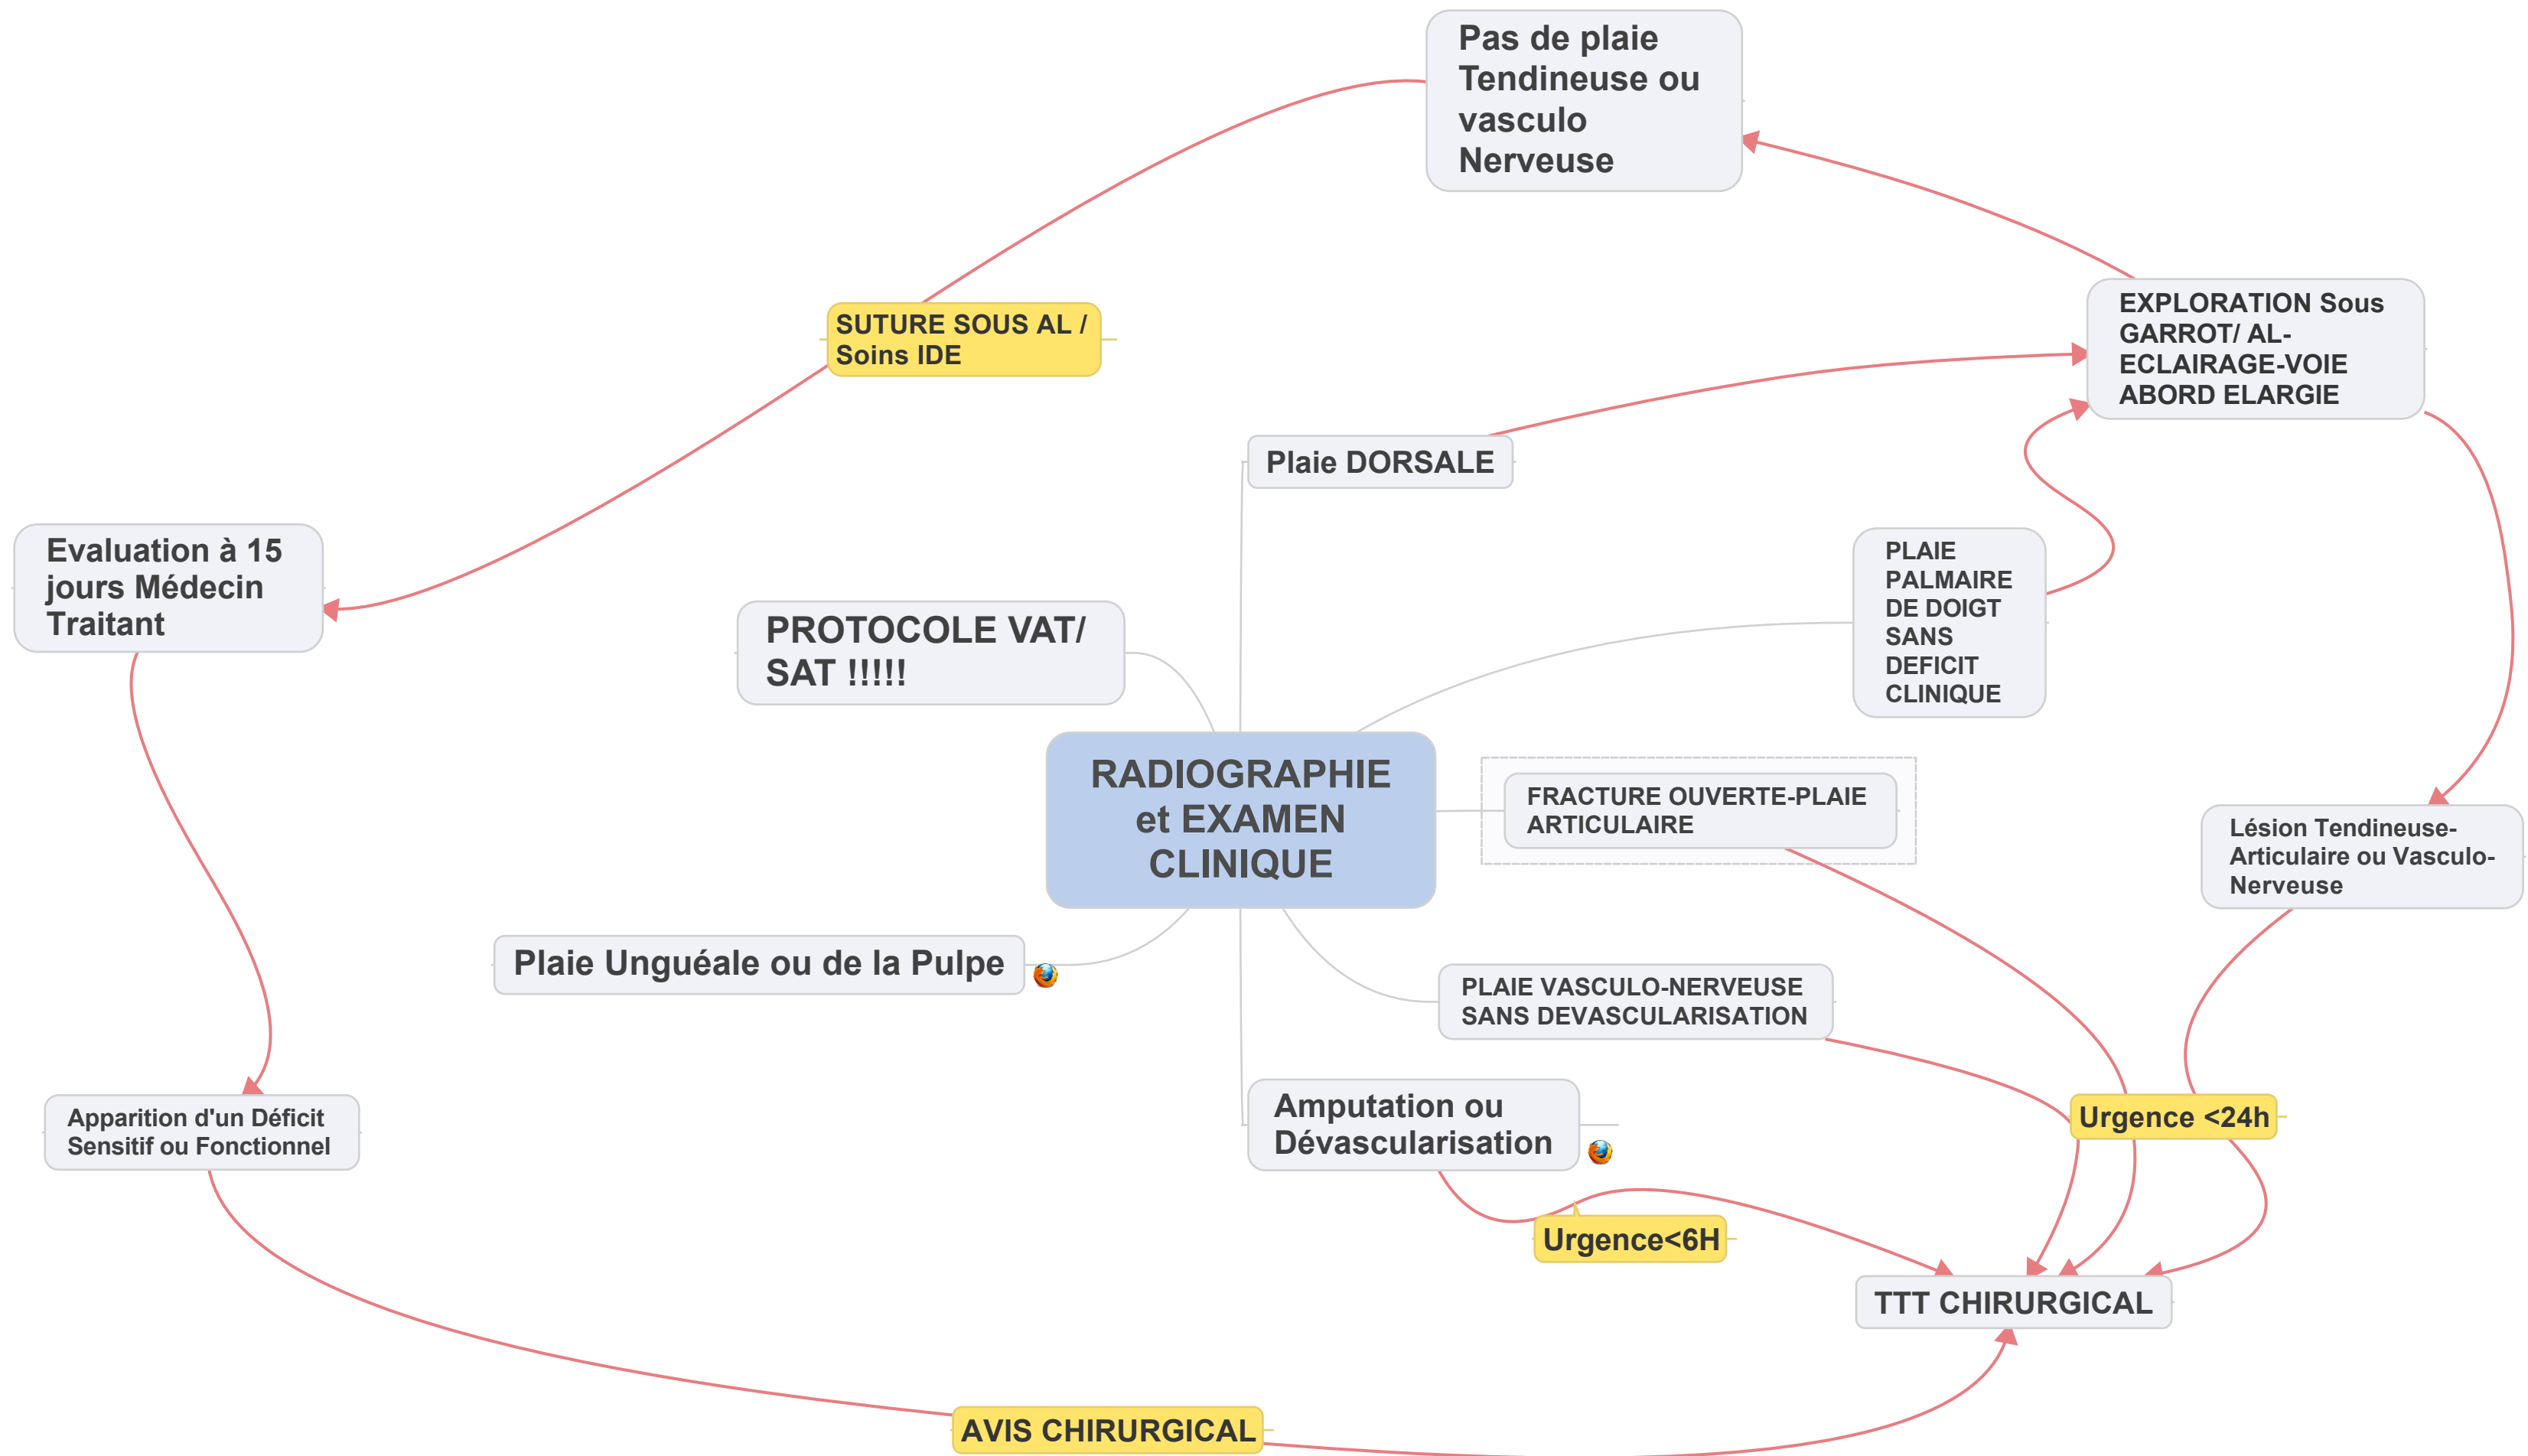 Pas de plaie
Tendineuse ou
vasculo
Nerveuse
EXPLORATION Sous
GARROT/ AL-
ECLAIRAGE-VOIE
ABORD ELARGIE
SUTURE SOUS AL /
Soins IDE
Plaie DORSALE
Evaluation à 15
jours Médecin
Traitant
PLAIE
PALMAIRE
DE DOIGT
SANS
DEFICIT
CLINIQUE
PROTOCOLE VAT/
SAT !!!!!
RADIOGRAPHIE
et EXAMEN
CLINIQUE
FRACTURE OUVERTE-PLAIE
ARTICULAIRE
Lésion Tendineuse-
Articulaire ou Vasculo-
Nerveuse
Plaie Unguéale ou de la Pulpe
PLAIE VASCULO-NERVEUSE
SANS DEVASCULARISATION
Amputation ou
Dévascularisation
Urgence <24h
Apparition d'un Déficit
Sensitif ou Fonctionnel
Urgence<6H
TTT CHIRURGICAL
AVIS CHIRURGICAL